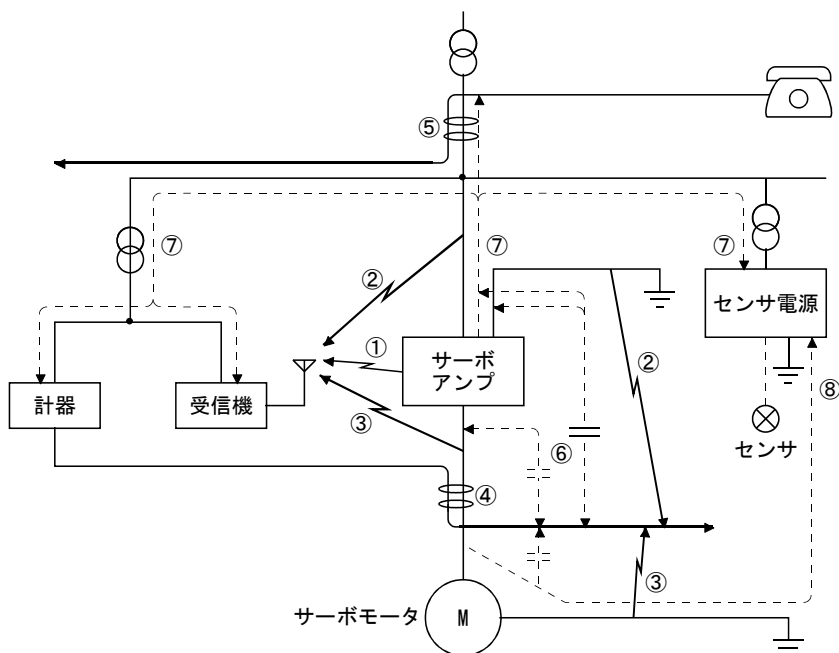 ⑤
⑦
⑦
⑦
②
センサ電源
①
サーボ
アンプ
②
⑧
計器
受信機
③
⑥
センサ
④
③
サーボモータ
M